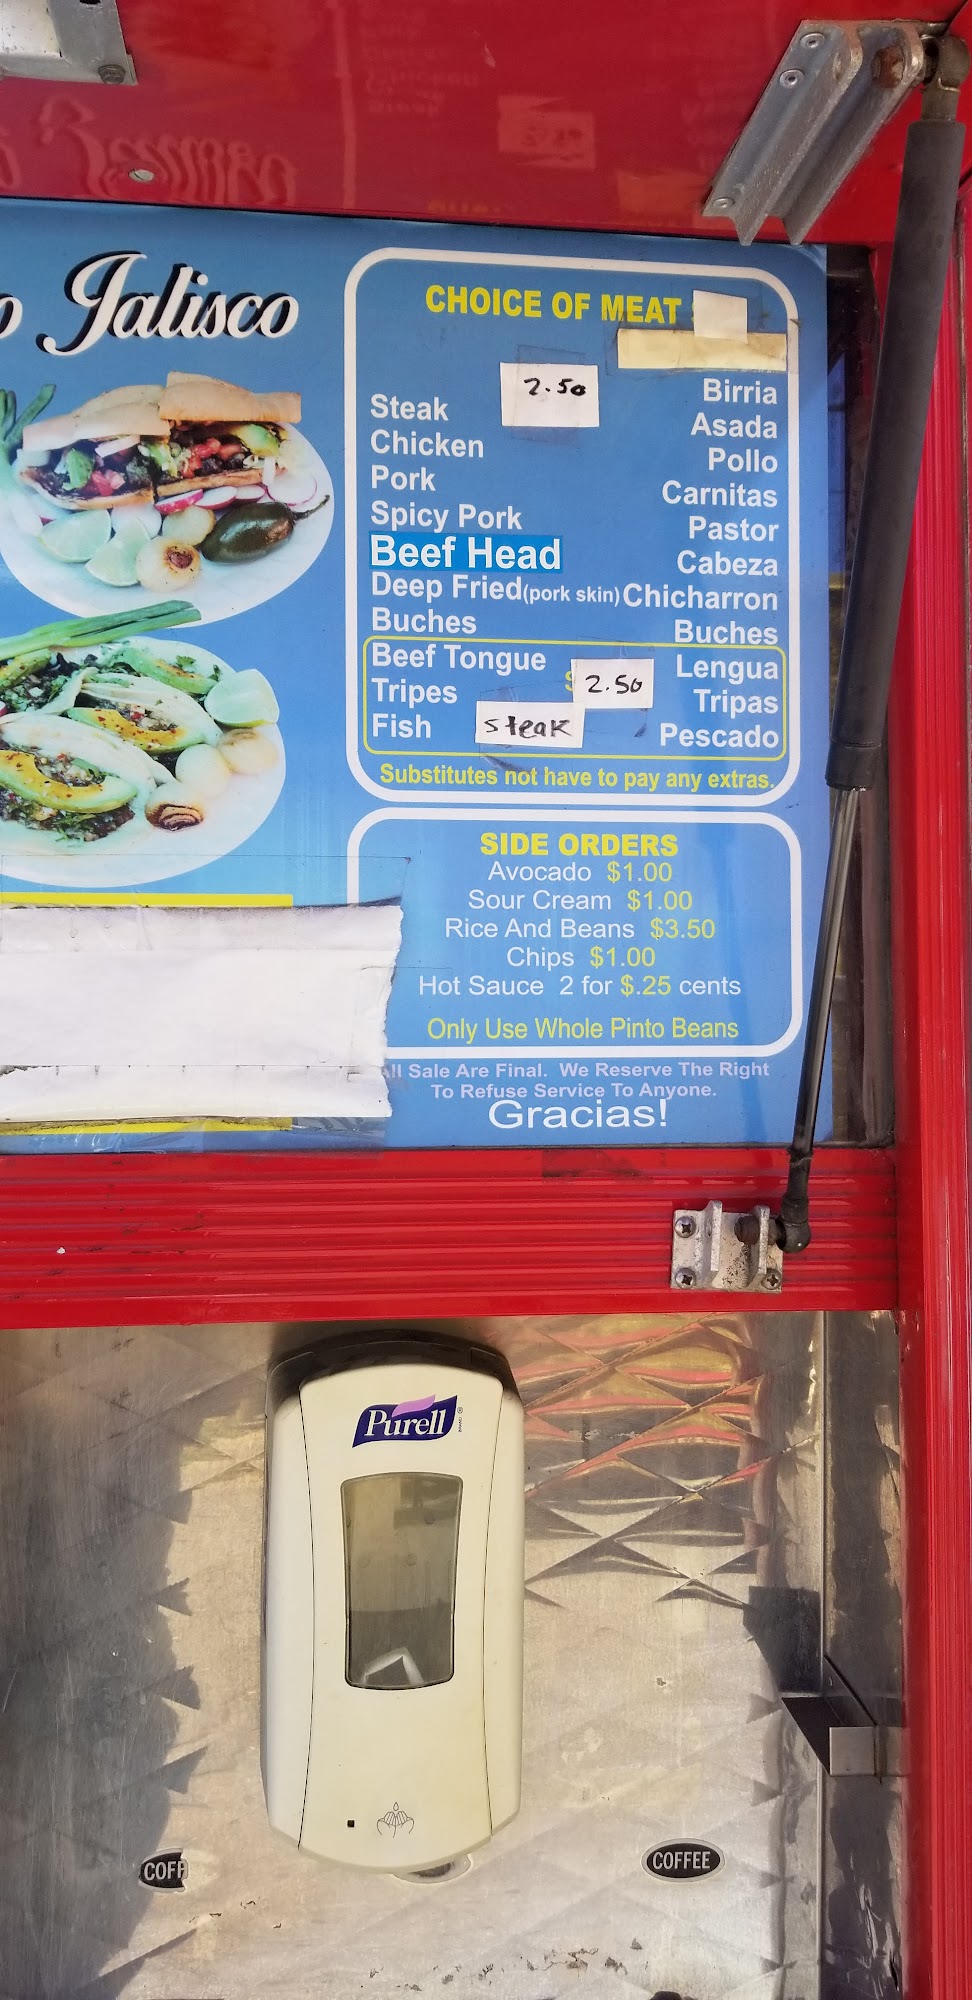 Jalisco
CHOICE OF MEAT
2.50
Birria
Steak Asada
Chicken Pollo
Pork Carnitas
Spicy Pork Pastor
Beef Head Cabeza
Deep Fried(pork skin) Chicharron
Buches Buches
Beef Tongue Lengua
2.50
Tripes Tripas
Fish steak Pescado
Substitutes not have to pay any extras.
SIDE ORDERS
Avocado $1.00
Sour Cream $1.00
Rice And Beans $3.50
Chips $1.00
Hot Sauce 2 for $.25 cents
Only Use Whole Pinto Beans
All Sale Are Final. We Reserve The Right
To Refuse Service To Anyone.
Gracias!
Purell
COFF
COFFEE